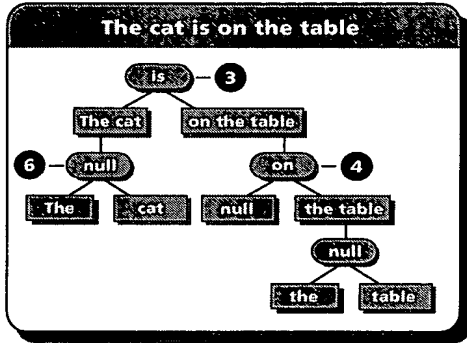 The cat is on the table
is 3
The cat on the table
6 null on 4
The cat null the table
null
the table